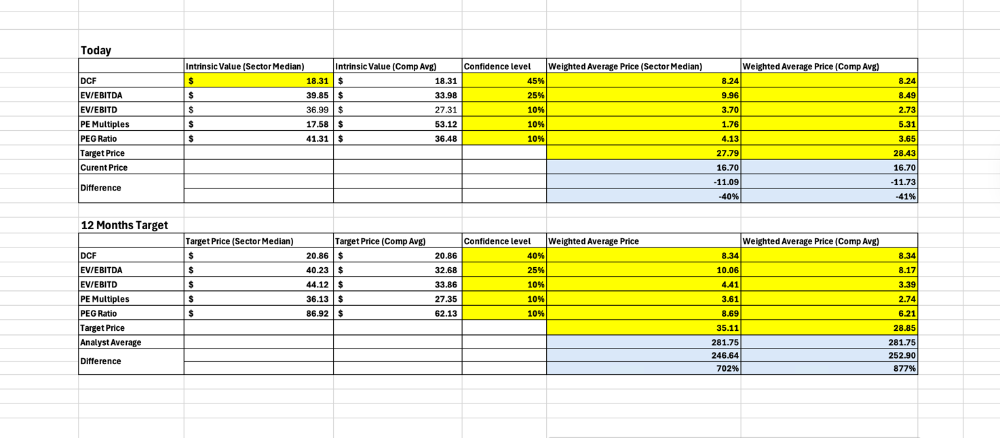 Today
Intrinsic Value (Sector Median) Intrinsic Value (Comp Avg) Confidence level Weighted Average Price (Sector Median) Weighted Average Price (Comp Avg)
DCF $ 18.31 $ 18.31 45% 8.24 8.24
EV/EBITDA $ 39.85 $ 33.98 25% 9.96 8.49
EV/EBITD $ 36.99 $ 27.31 10% 3.70 2.73
PE Multiples $ 17.58 $ 53.12 10% 1.76 5.31
PEG Ratio $ 41.31 $ 36.48 10% 4.13 3.65
Target Price 27.79 28.43
Curent Price 16.70 16.70
Difference -11.09 -11.73
-40% -41%
12 Months Target
Target Price (Sector Median) Target Price (Comp Avg) Confidence level Weighted Average Price Weighted Average Price (Comp Avg)
DCF $ 20.86 $ 20.86 40% 8.34 8.34
EV/EBITDA $ 40.23 $ 32.68 25% 10.06 8.17
EV/EBITD $ 44.12 $ 33.86 10% 4.41 3.39
PE Multiples $ 36.13 $ 27.35 10% 3.61 2.74
PEG Ratio $ 86.92 $ 62.13 10% 8.69 6.21
Target Price 35.11 28.85
Analyst Average 281.75 281.75
Difference 246.64 252.90
702% 877%